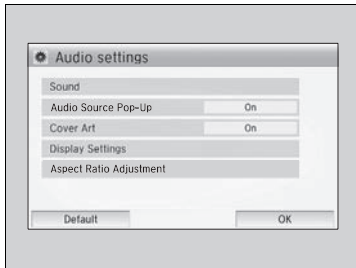 Audio settings
Sound
Audio Source Pop-Up On
Cover Art On
Display Settings
Aspect Ratio Adjustment
Default OK